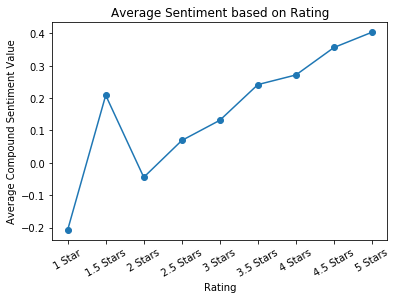 Average Sentiment based on Rating
Average Compound Sentiment Value
0.4
0.3
0.2
0.1
0.0
−0.1
−0.2
1 Star
1.5 Stars
2 Stars
2.5 Stars
3 Stars
3.5 Stars
4 Stars
4.5 Stars
5 Stars
Rating